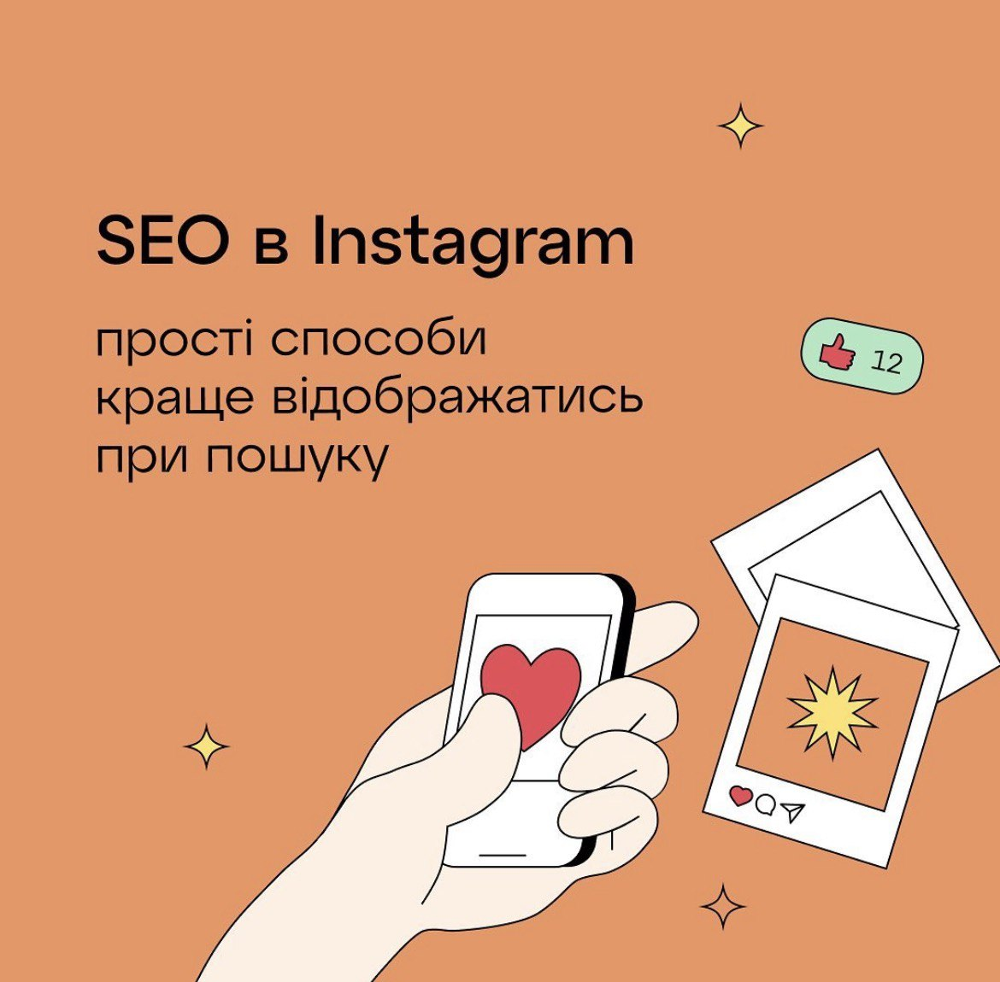 SEO в Instagram
прості способи
краще відображатись
при пошуку
12